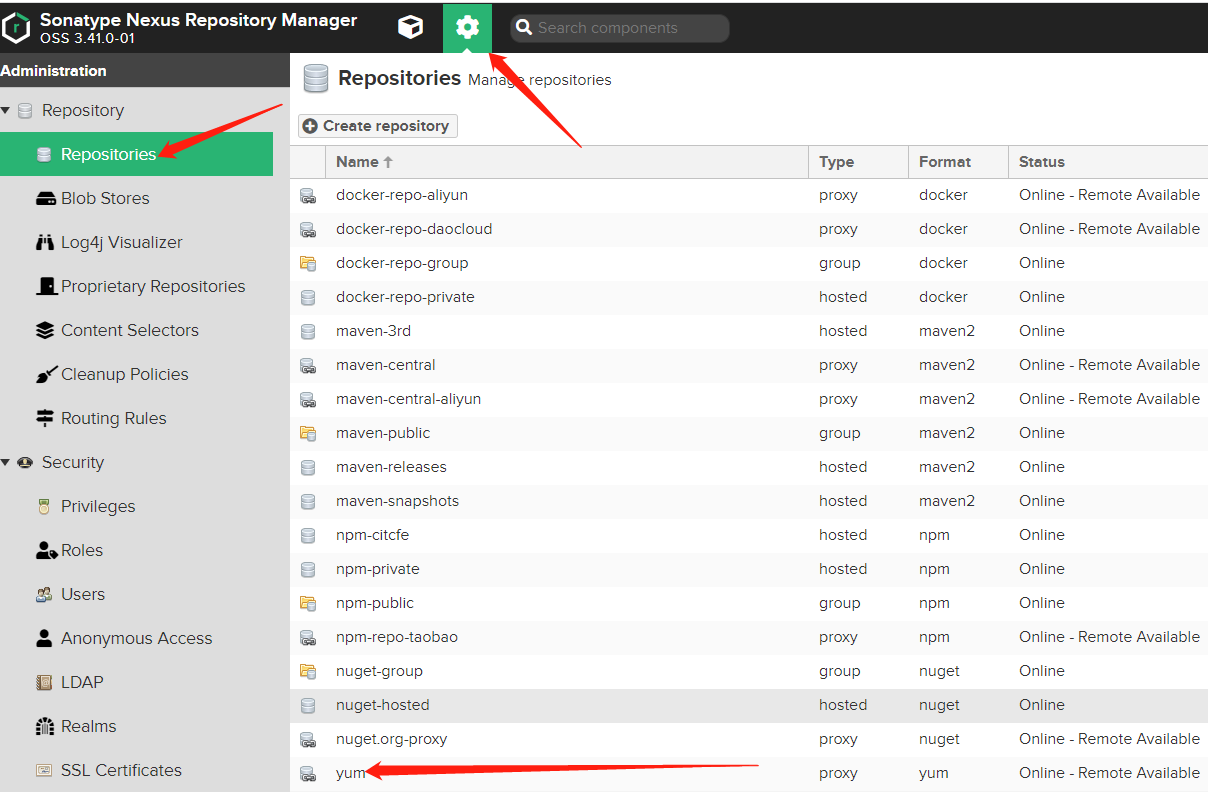 Sonatype Nexus Repository Manager
OSS 3.41.0-01
Search components
Administration
Repository
Repositories
Blob Stores
Log4j Visualizer
Proprietary Repositories
Content Selectors
Cleanup Policies
Routing Rules
Security
Privileges
Roles
Users
Anonymous Access
LDAP
Realms
SSL Certificates
Repositories Manage repositories
Create repository
Name Type Format Status
docker-repo-aliyun proxy docker Online - Remote Available
docker-repo-daocloud proxy docker Online - Remote Available
docker-repo-group group docker Online
docker-repo-private hosted docker Online
maven-3rd hosted maven2 Online
maven-central proxy maven2 Online - Remote Available
maven-central-aliyun proxy maven2 Online - Remote Available
maven-public group maven2 Online
maven-releases hosted maven2 Online
maven-snapshots hosted maven2 Online
npm-citcfe hosted npm Online
npm-private hosted npm Online
npm-public group npm Online
npm-repo-taobao proxy npm Online - Remote Available
nuget-group group nuget Online
nuget-hosted hosted nuget Online
nuget.org-proxy proxy nuget Online - Remote Available
yum proxy yum Online - Remote Available